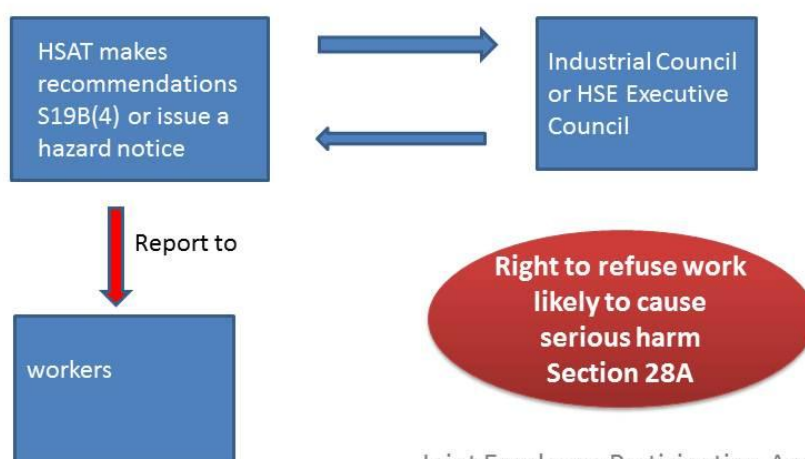 HSAT makes
recommendations
S19B(4) or issue a
hazard notice
Industrial Council
or HSE Executive
Council
Report to
Right to refuse work
likely to cause
serious harm
Section 28A
workers